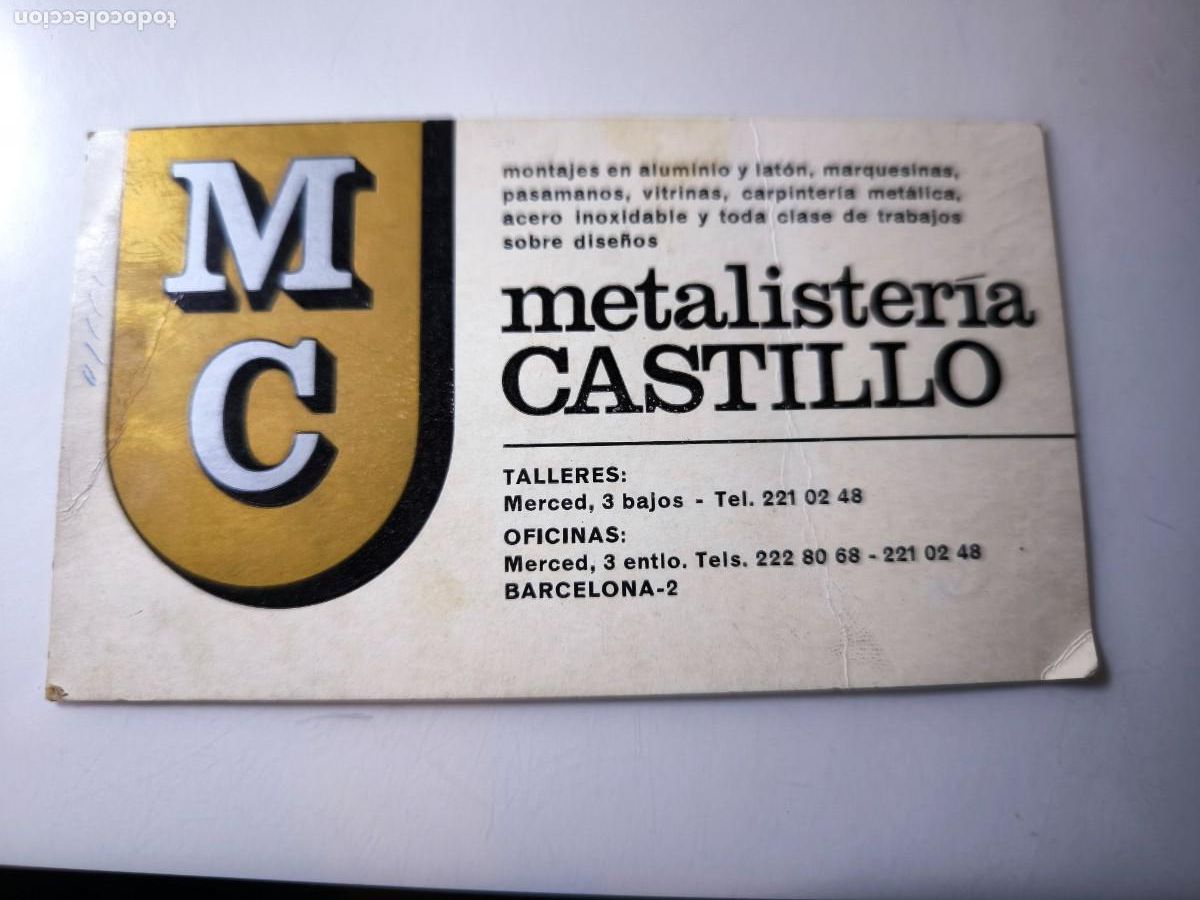 todocoleccion
M
C
montajes en aluminio y latón, marquesinas,
pasamanos, vitrinas, carpintería metálica,
acero inoxidable y toda clase de trabajos
sobre diseños
metalistería
CASTILLO
TALLERES:
Merced, 3 bajos - Tel. 221 02 48
OFICINAS:
Merced, 3 entlo. Tels. 222 80 68 - 221 02 48
BARCELONA-2